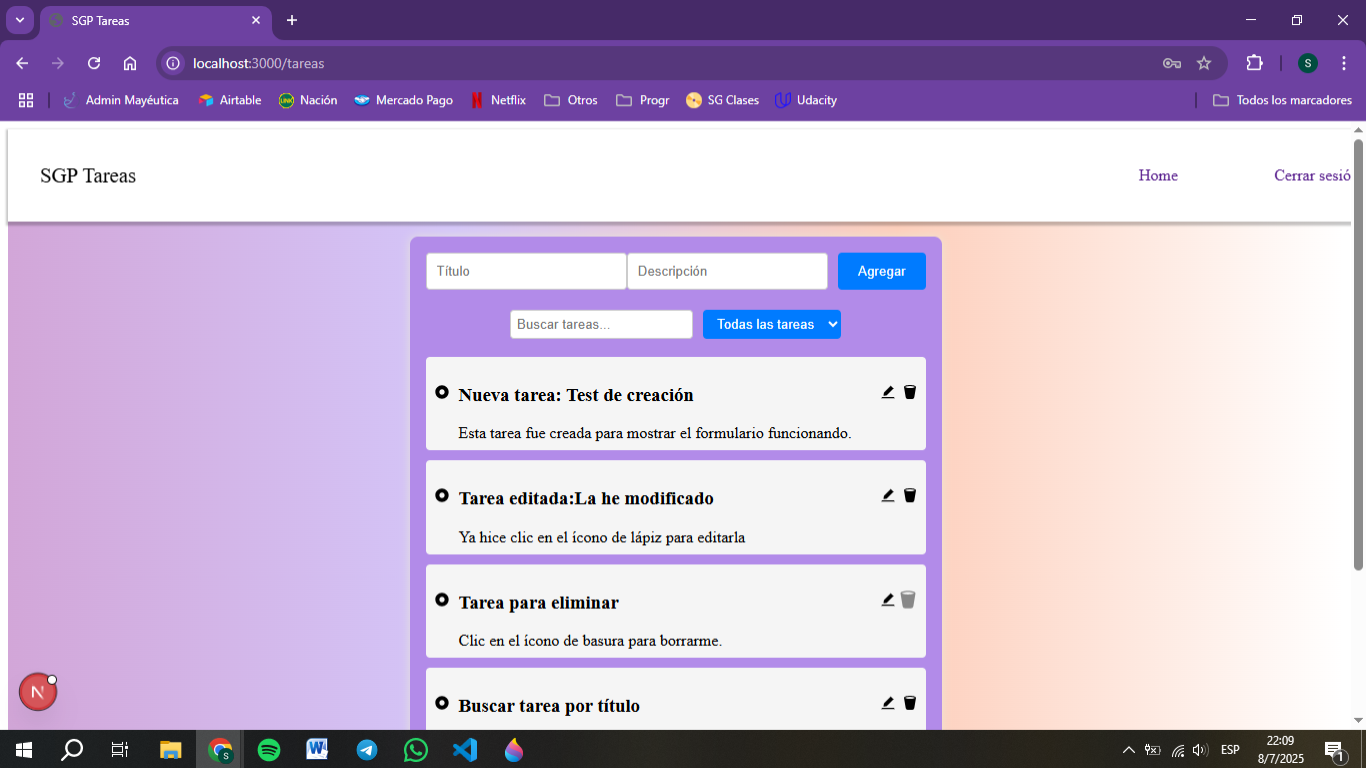 SGP Tareas
localhost:3000/tareas
S
Admin Mayéutica Airtable Nación Mercado Pago Netflix Otros Progr SG Clases Udacity Todos los marcadores
SGP Tareas Home Cerrar sesió
Título Descripción Agregar
Buscar tareas... Todas las tareas
Nueva tarea: Test de creación
Esta tarea fue creada para mostrar el formulario funcionando.
Tarea editada:La he modificado
Ya hice clic en el ícono de lápiz para editarla
Tarea para eliminar
Clic en el ícono de basura para borrarme.
N
Buscar tarea por título
22:09
ESP
8/7/2025
1